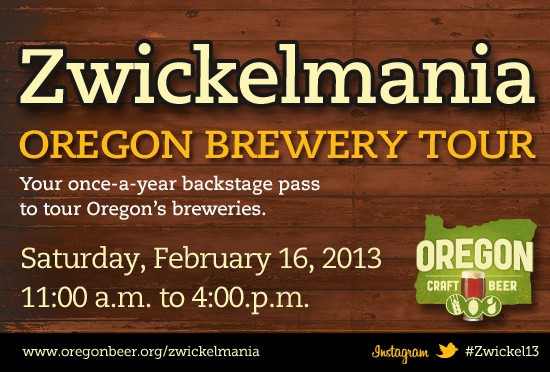 Zwickelmania
OREGON BREWERY TOUR
Your once-a-year backstage pass
to tour Oregon's breweries.
Saturday, February 16, 2013
11:00 a.m. to 4:00.p.m.
OREGON
CRAFT BEER
www.oregonbeer.org/zwickelmania
Instagram #Zwickel13